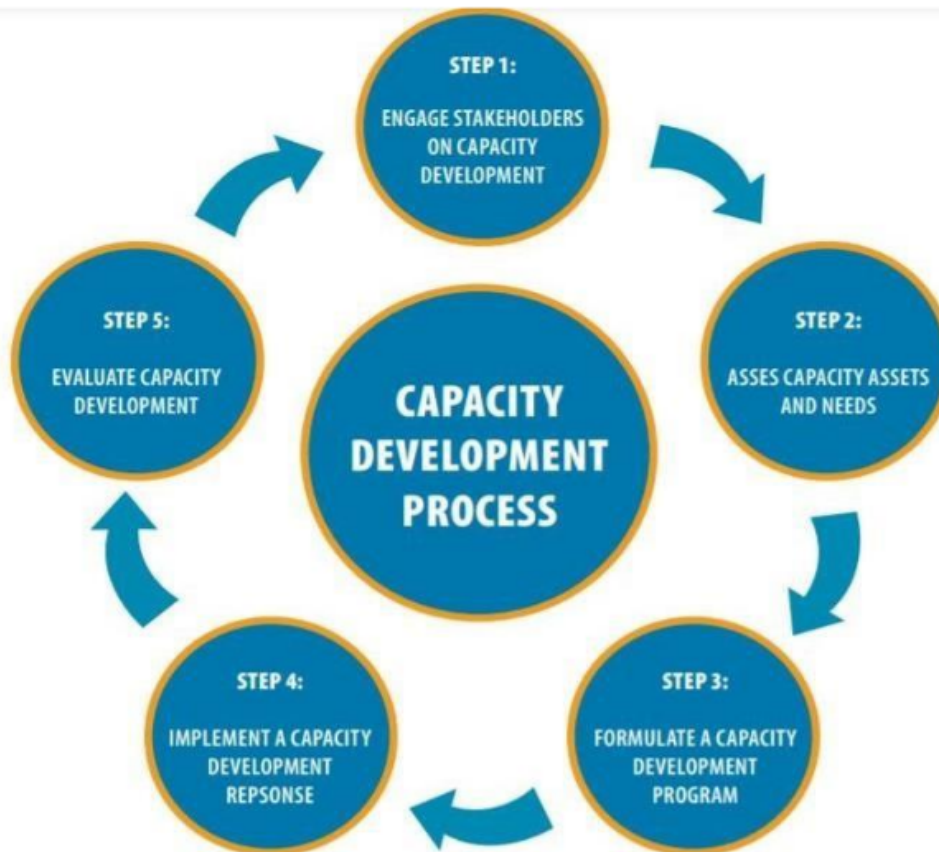 STEP 1:
ENGAGE STAKEHOLDERS
ON CAPACITY
DEVELOPMENT
STEP 2:
ASSES CAPACITY ASSETS
AND NEEDS
STEP 3:
FORMULATE A CAPACITY
DEVELOPMENT
PROGRAM
STEP 4:
IMPLEMENT A CAPACITY
DEVELOPMENT
REPSONSE
STEP 5:
EVALUATE CAPACITY
DEVELOPMENT
CAPACITY
DEVELOPMENT
PROCESS